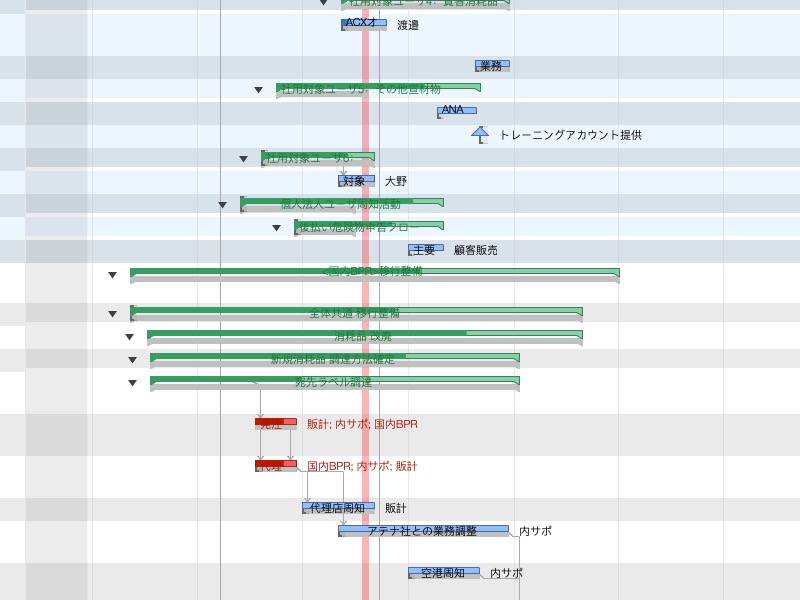 社用対象ユーザ4: 貴客消耗品
ACXオ 渡邉
業務
社用対象ユーザ5: その他宣材物
ANA
トレーニングアカウント提供
社用対象ユーザ6:
対象 大野
個人法人ユーザ周知活動
後払い危険物申告フロー
主要 顧客販売
<国内BPR>移行整備
全体共通 移行整備
消耗品 改廃
新規消耗品 調達方法確定
宛先ラベル調達
発注 販計; 内サポ; 国内BPR
代理 国内BPR; 内サポ; 販計
代理店周知 販計
アテナ社との業務調整 内サポ
空港周知 内サポ